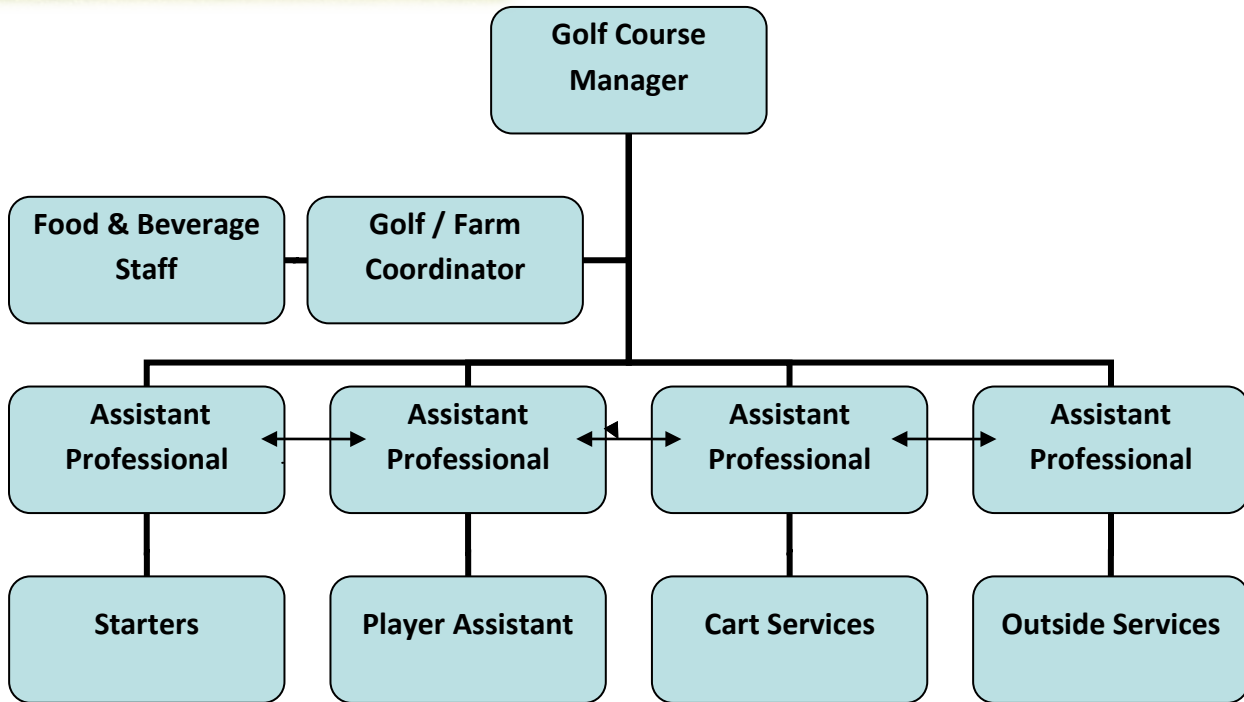 Golf Course
Manager
Food & Beverage
Staff
Golf / Farm
Coordinator
Assistant
Professional
Assistant
Professional
Assistant
Professional
Assistant
Professional
Starters
Player Assistant
Cart Services
Outside Services